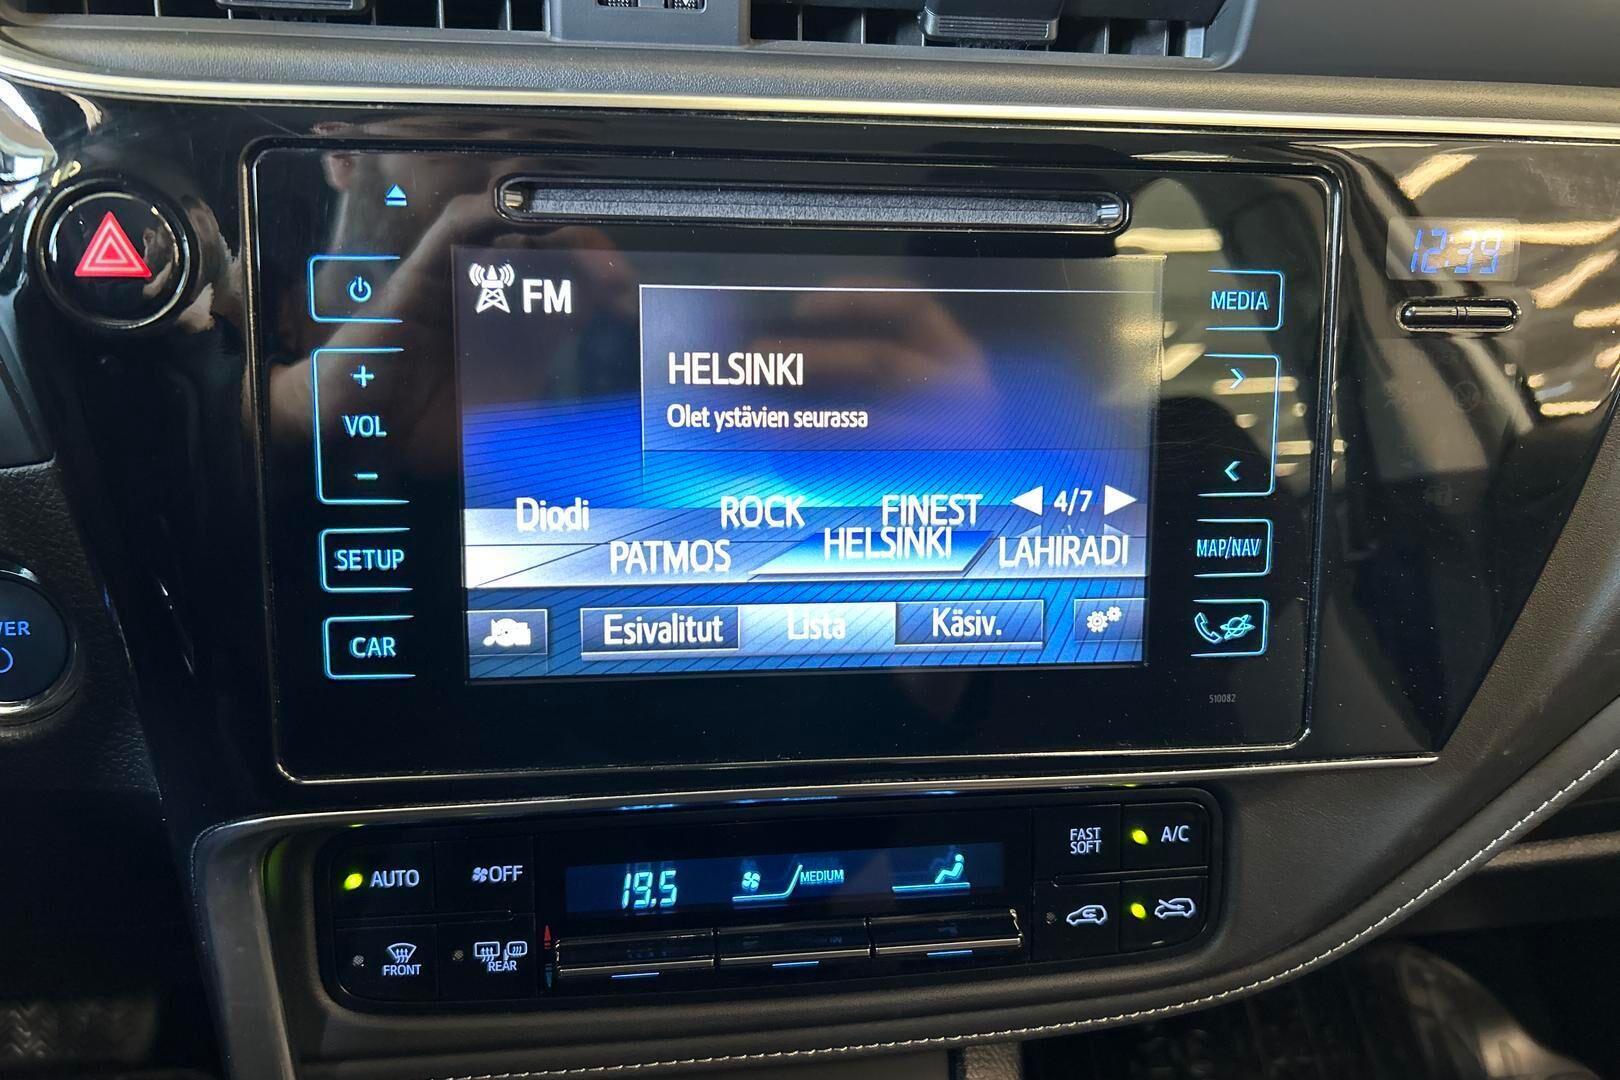 12:39
FM
MEDIA
HELSINKI
+
VOL
-
Olet ystävien seurassa
Diodi
ROCK
FINEST
4/7
PATMOS
HELSINKI
LAHIRADI
SETUP
MAP/NAV
Esivalitut
Lista
Käsiv.
CAR
WER
510082
FAST
SOFT
A/C
AUTO
OFF
19.5
MEDIUM
FRONT
REAR